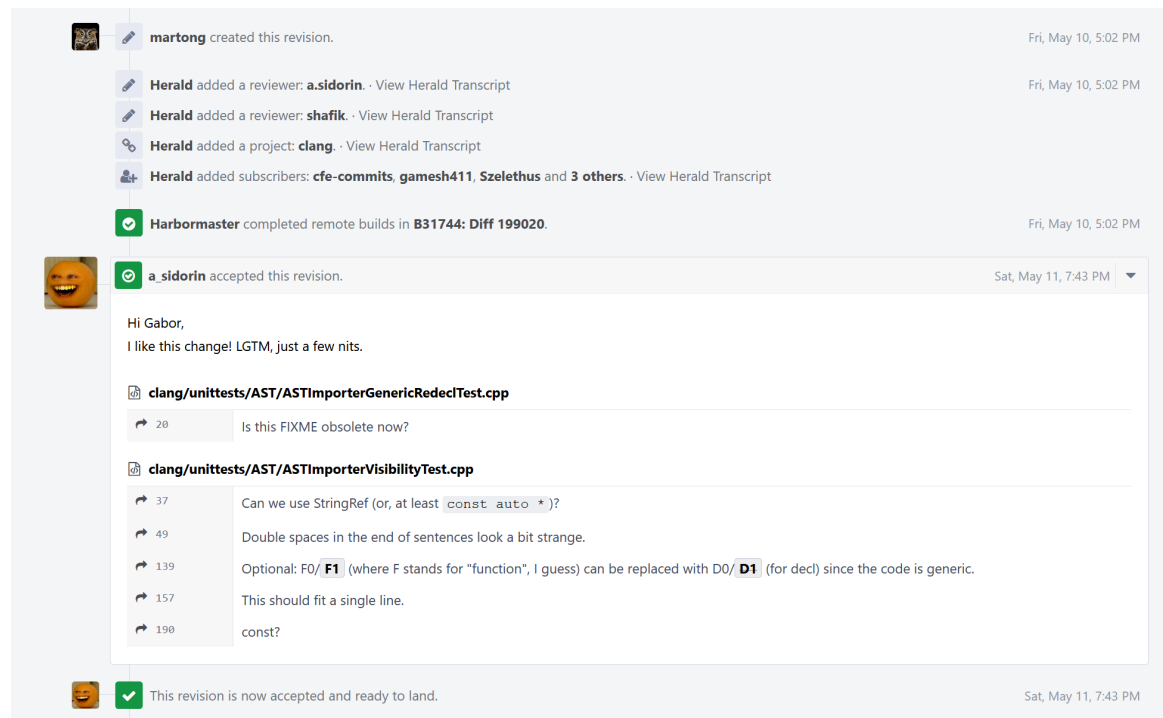 martong created this revision. Fri, May 10, 5:02 PM
Herald added a reviewer: a.sidorin. · View Herald Transcript Fri, May 10, 5:02 PM
Herald added a reviewer: shafik. · View Herald Transcript
Herald added a project: clang. · View Herald Transcript
Herald added subscribers: cfe-commits, gamesh411, Szelethus and 3 others. · View Herald Transcript
Harbormaster completed remote builds in B31744: Diff 199020. Fri, May 10, 5:02 PM
a_sidorin accepted this revision. Sat, May 11, 7:43 PM
Hi Gabor,
I like this change! LGTM, just a few nits.
clang/unittests/AST/ASTImporterGenericRedeclTest.cpp
20 Is this FIXME obsolete now?
clang/unittests/AST/ASTImporterVisibilityTest.cpp
37 Can we use StringRef (or, at least const auto *)?
49 Double spaces in the end of sentences look a bit strange.
139 Optional: F0/F1 (where F stands for "function", I guess) can be replaced with D0/D1 (for decl) since the code is generic.
157 This should fit a single line.
190 const?
This revision is now accepted and ready to land. Sat, May 11, 7:43 PM